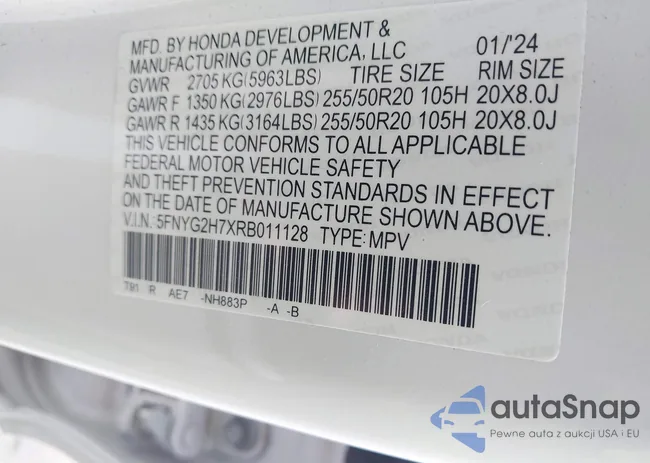 MFD. BY HONDA DEVELOPMENT &
MANUFACTURING OF AMERICA, LLC 01/'24
GVWR 2705 KG(5963LBS) TIRE SIZE RIM SIZE
GAWR F 1350 KG(2976LBS) 255/50R20 105H 20X8.0J
GAWR R 1435 KG(3164LBS) 255/50R20 105H 20X8.0J
THIS VEHICLE CONFORMS TO ALL APPLICABLE
FEDERAL MOTOR VEHICLE SAFETY
AND THEFT PREVENTION STANDARDS IN EFFECT
ON THE DATE OF MANUFACTURE SHOWN ABOVE.
V.I.N.: 5FNYG2H7XRB011128 TYPE: MPV
T91 R AE7 -NH883P -A -B
autaSnap
Pewne auta z aukcji USA i EU